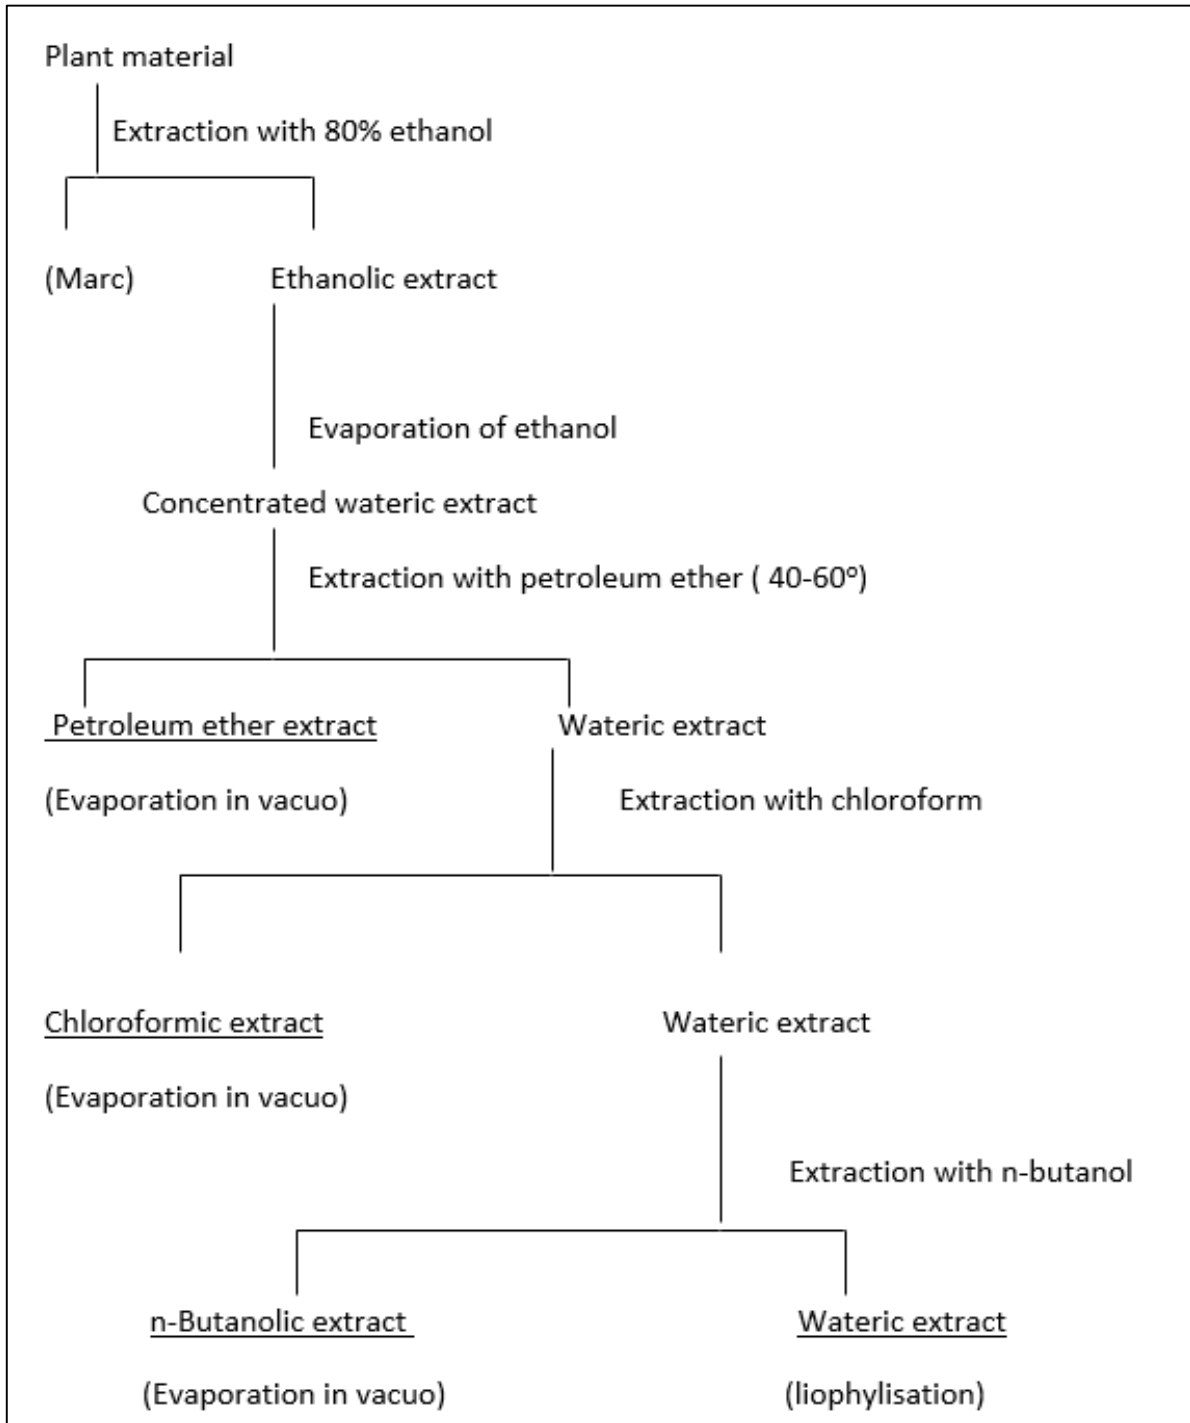 Plant material
Extraction with 80% ethanol
(Marc) Ethanolic extract
Evaporation of ethanol
Concentrated wateric extract
Extraction with petroleum ether ( 40-60º)
Petroleum ether extract Wateric extract
(Evaporation in vacuo) Extraction with chloroform
Chloroformic extract Wateric extract
(Evaporation in vacuo)
Extraction with n-butanol
n-Butanolic extract Wateric extract
(Evaporation in vacuo) (liophylisation)